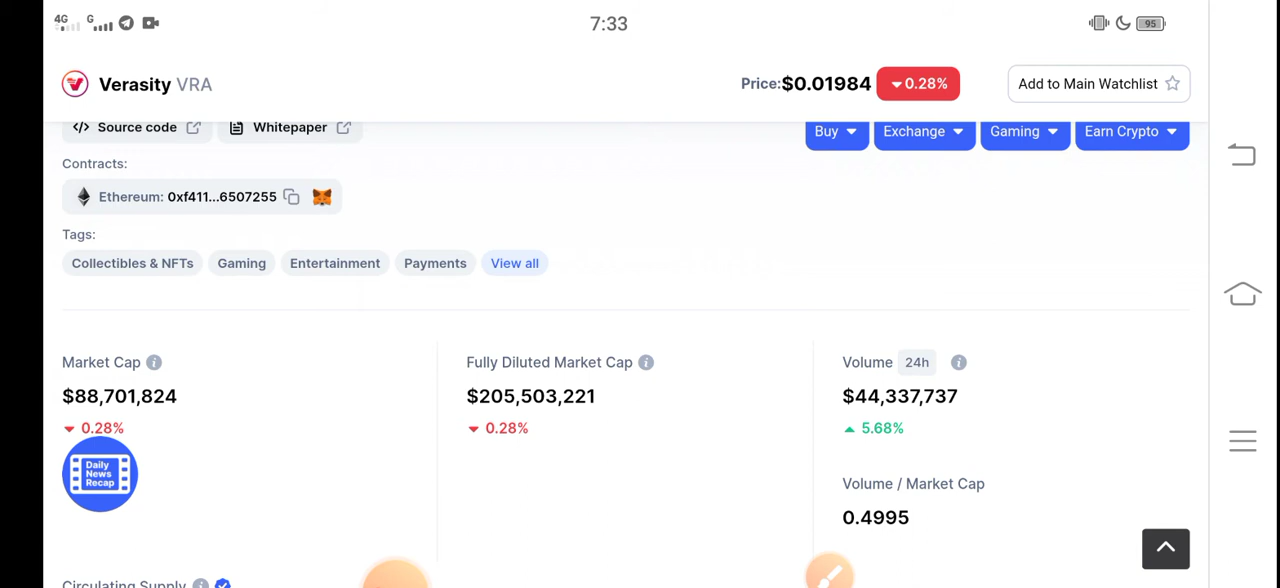 4G G 7:33 95
Verasity VRA Price:$0.01984 0.28% Add to Main Watchlist
Source code Whitepaper Buy Exchange Gaming Earn Crypto
Contracts:
Ethereum: 0xf411...6507255
Tags:
Collectibles & NFTs Gaming Entertainment Payments View all
Market Cap Fully Diluted Market Cap Volume 24h
$88,701,824 $205,503,221 $44,337,737
0.28% 0.28% 5.68%
Daily
News
Recap
Volume / Market Cap
0.4995
Circulating Supply